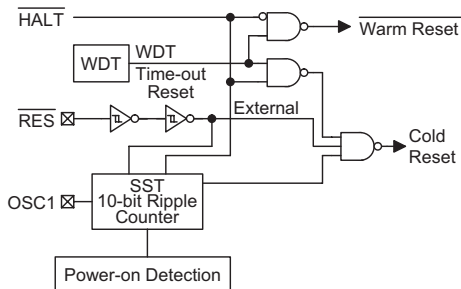 HALT
Warm Reset
WDT
WDT
Time-out
Reset
RES
External
Cold
Reset
OSC1
SST
10-bit Ripple
Counter
Power-on Detection